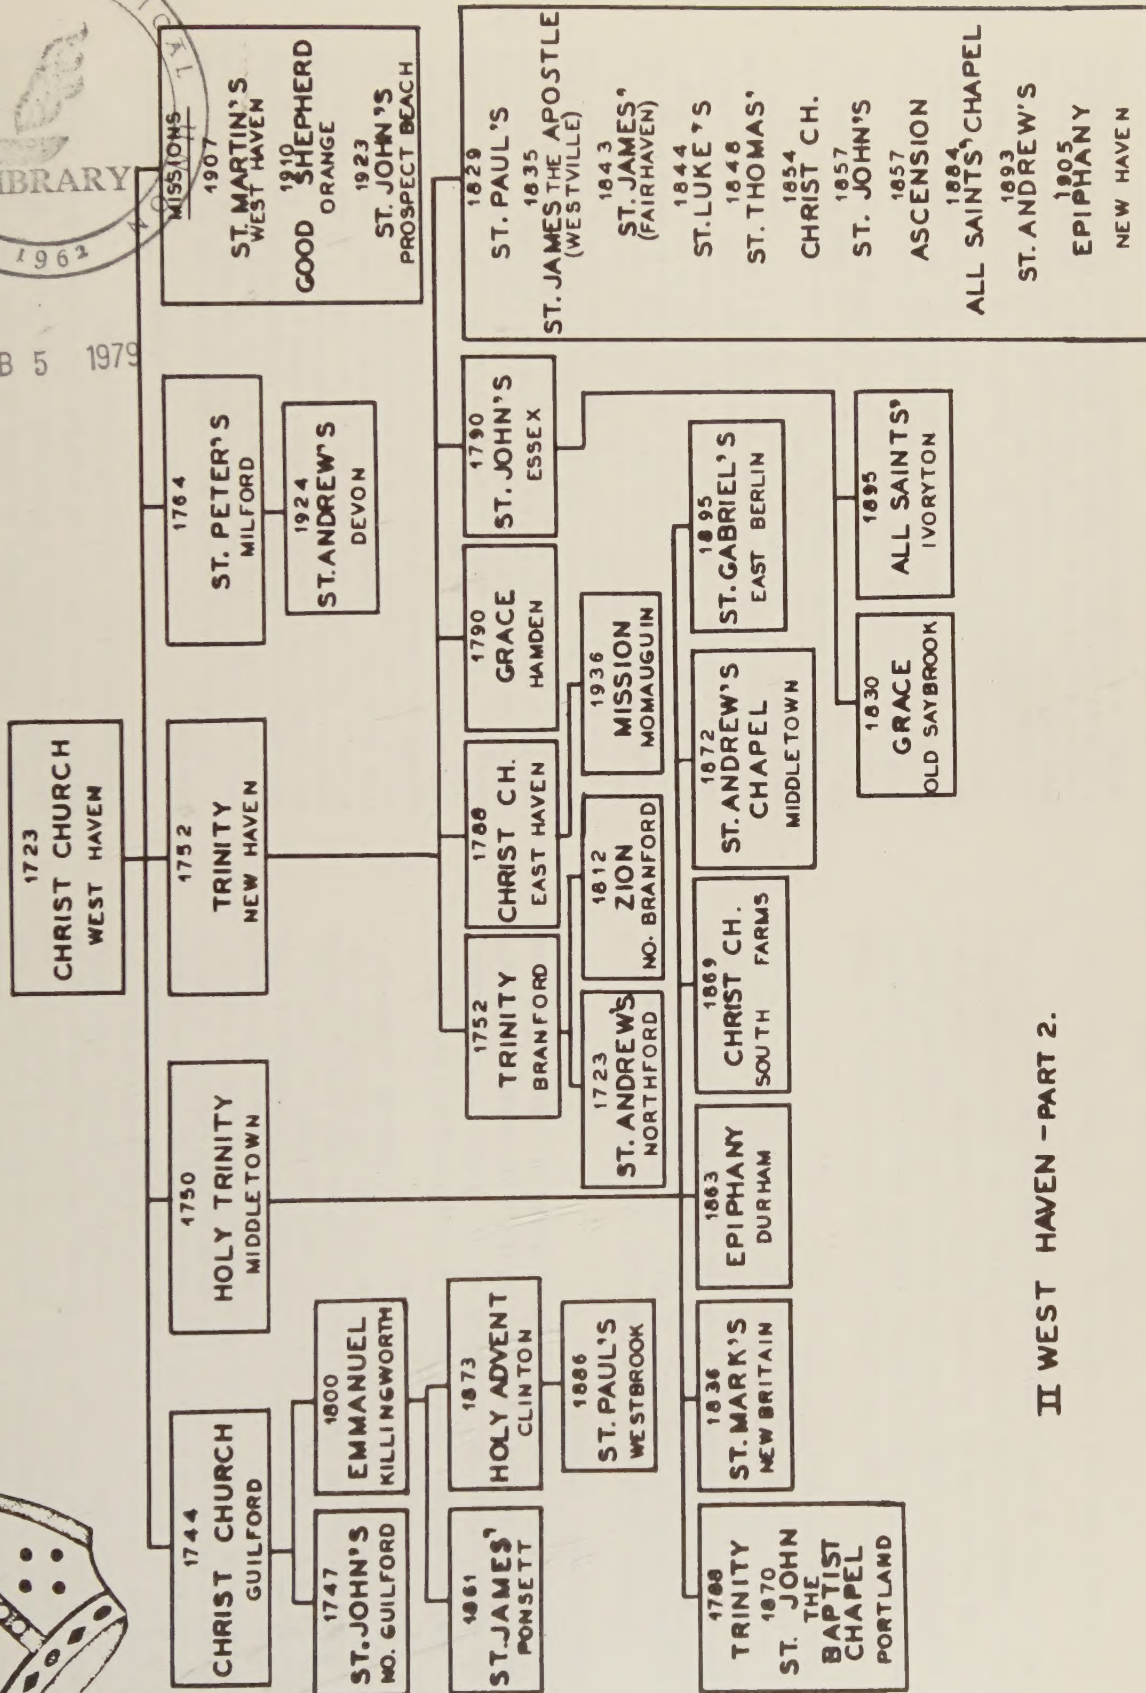 1723
CHRIST CHURCH
WEST HAVEN
1744
CHRIST CHURCH
GUILFORD
1750
HOLY TRINITY
MIDDLETOWN
1752
TRINITY
NEW HAVEN
1764
ST. PETER'S
MILFORD
MISSIONS
1907
ST. MARTIN'S
WEST HAVEN
1910
GOOD SHEPHERD
ORANGE
1923
ST. JOHN'S
PROSPECT BEACH
1924
ST. ANDREW'S
DEVON
1747
ST. JOHN'S
NO. GUILFORD
1800
EMMANUEL
KILLINGWORTH
1861
ST. JAMES'
PONSETT
1873
HOLY ADVENT
CLINTON
1886
ST. PAUL'S
WESTBROOK
1752
TRINITY
BRANFORD
1788
CHRIST CH.
EAST HAVEN
1790
GRACE
HAMDEN
1790
ST. JOHN'S
ESSEX
1829
ST. PAUL'S
1835
ST. JAMES THE APOSTLE
(WESTVILLE)
1843
ST. JAMES'
(FAIRHAVEN)
1844
ST. LUKE'S
1848
ST. THOMAS'
1854
CHRIST CH.
1857
ST. JOHN'S
1857
ASCENSION
1884
ALL SAINTS' CHAPEL
1893
ST. ANDREW'S
1905
EPIPHANY
NEW HAVEN
1723
ST. ANDREW'S
NORTHFORD
1812
ZION
NO. BRANFORD
1936
MISSION
MOMAUGUIN
1788
TRINITY
1870
ST. JOHN
THE
BAPTIST
CHAPEL
PORTLAND
1836
ST. MARK'S
NEW BRITAIN
1863
EPIPHANY
DURHAM
1869
CHRIST CH.
SOUTH FARMS
1872
ST. ANDREW'S
CHAPEL
MIDDLETOWN
1895
ST. GABRIEL'S
EAST BERLIN
1830
GRACE
OLD SAYBROOK
1895
ALL SAINTS'
IVORYTON
II WEST HAVEN - PART 2.
IBRARY
1962
B 5 1979